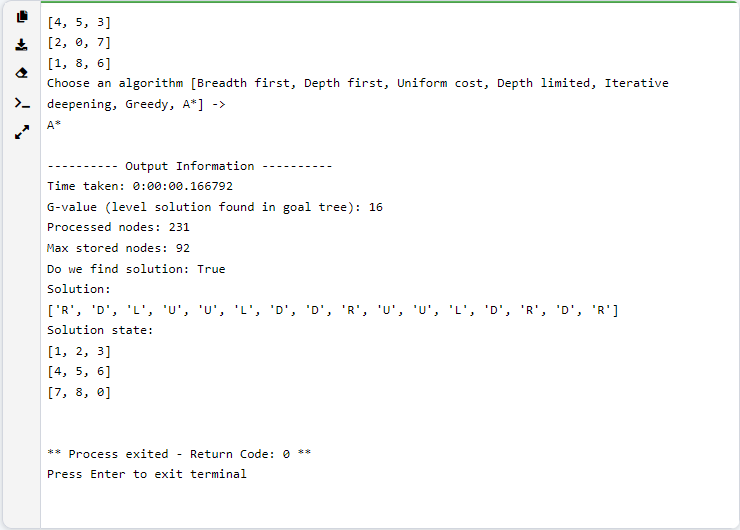 [4, 5, 3]
[2, 0, 7]
[1, 8, 6]
Choose an algorithm [Breadth first, Depth first, Uniform cost, Depth limited, Iterative
deepening, Greedy, A*] ->
A*
---------- Output Information ----------
Time taken: 0:00:00.166792
G-value (level solution found in goal tree): 16
Processed nodes: 231
Max stored nodes: 92
Do we find solution: True
Solution:
['R', 'D', 'L', 'U', 'U', 'L', 'D', 'D', 'R', 'U', 'U', 'L', 'D', 'R', 'D', 'R']
Solution state:
[1, 2, 3]
[4, 5, 6]
[7, 8, 0]
** Process exited - Return Code: 0 **
Press Enter to exit terminal